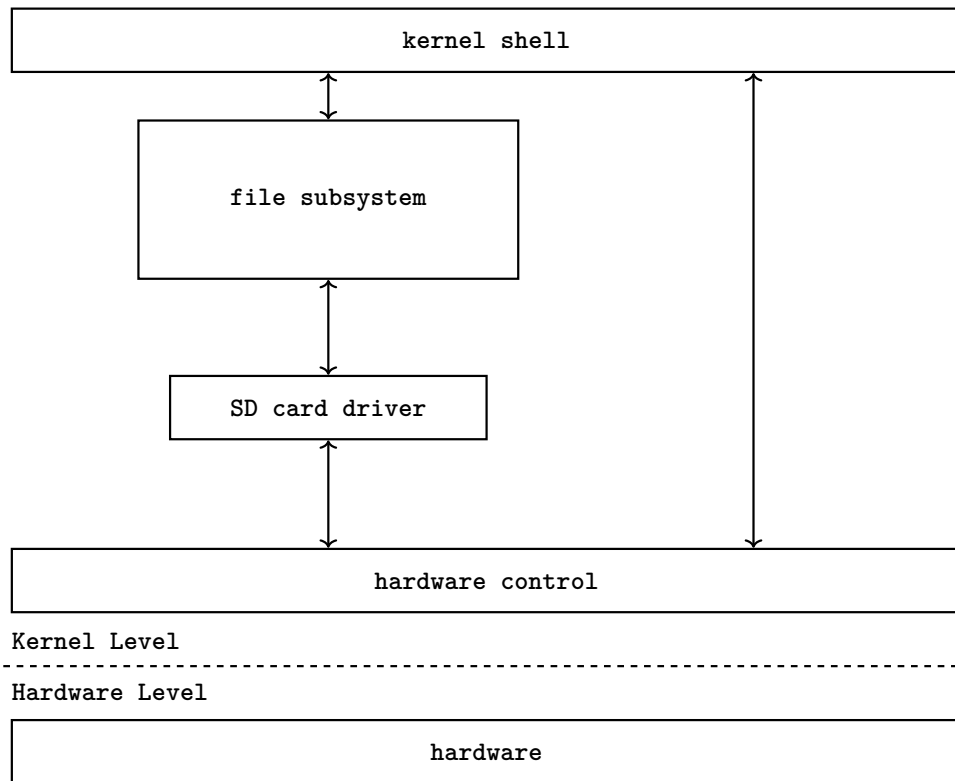 kernel shell
file subsystem
SD card driver
hardware control
Kernel Level
Hardware Level
hardware